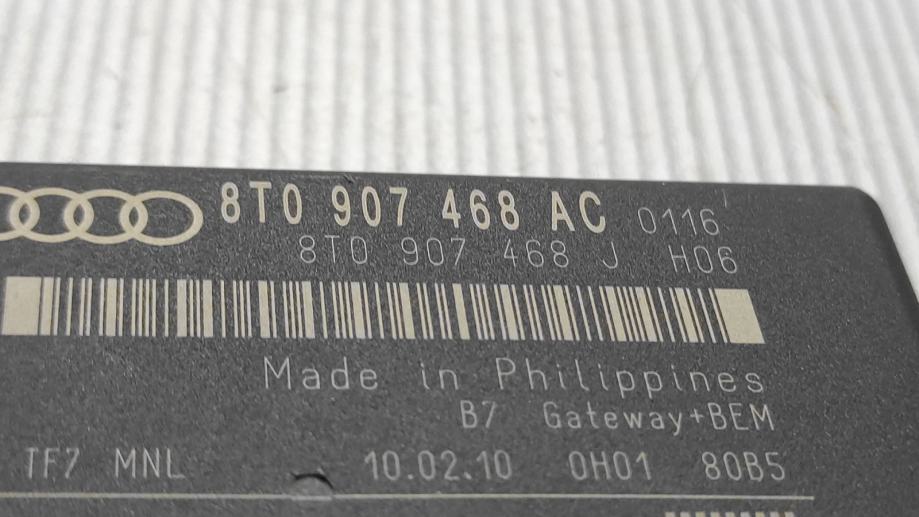 8T0 907 468 AC 0116
8T0 907 468 J H06
Made in Philippines
B7 Gateway+BEM
TF7 MNL 10.02.10 0H01 80B5